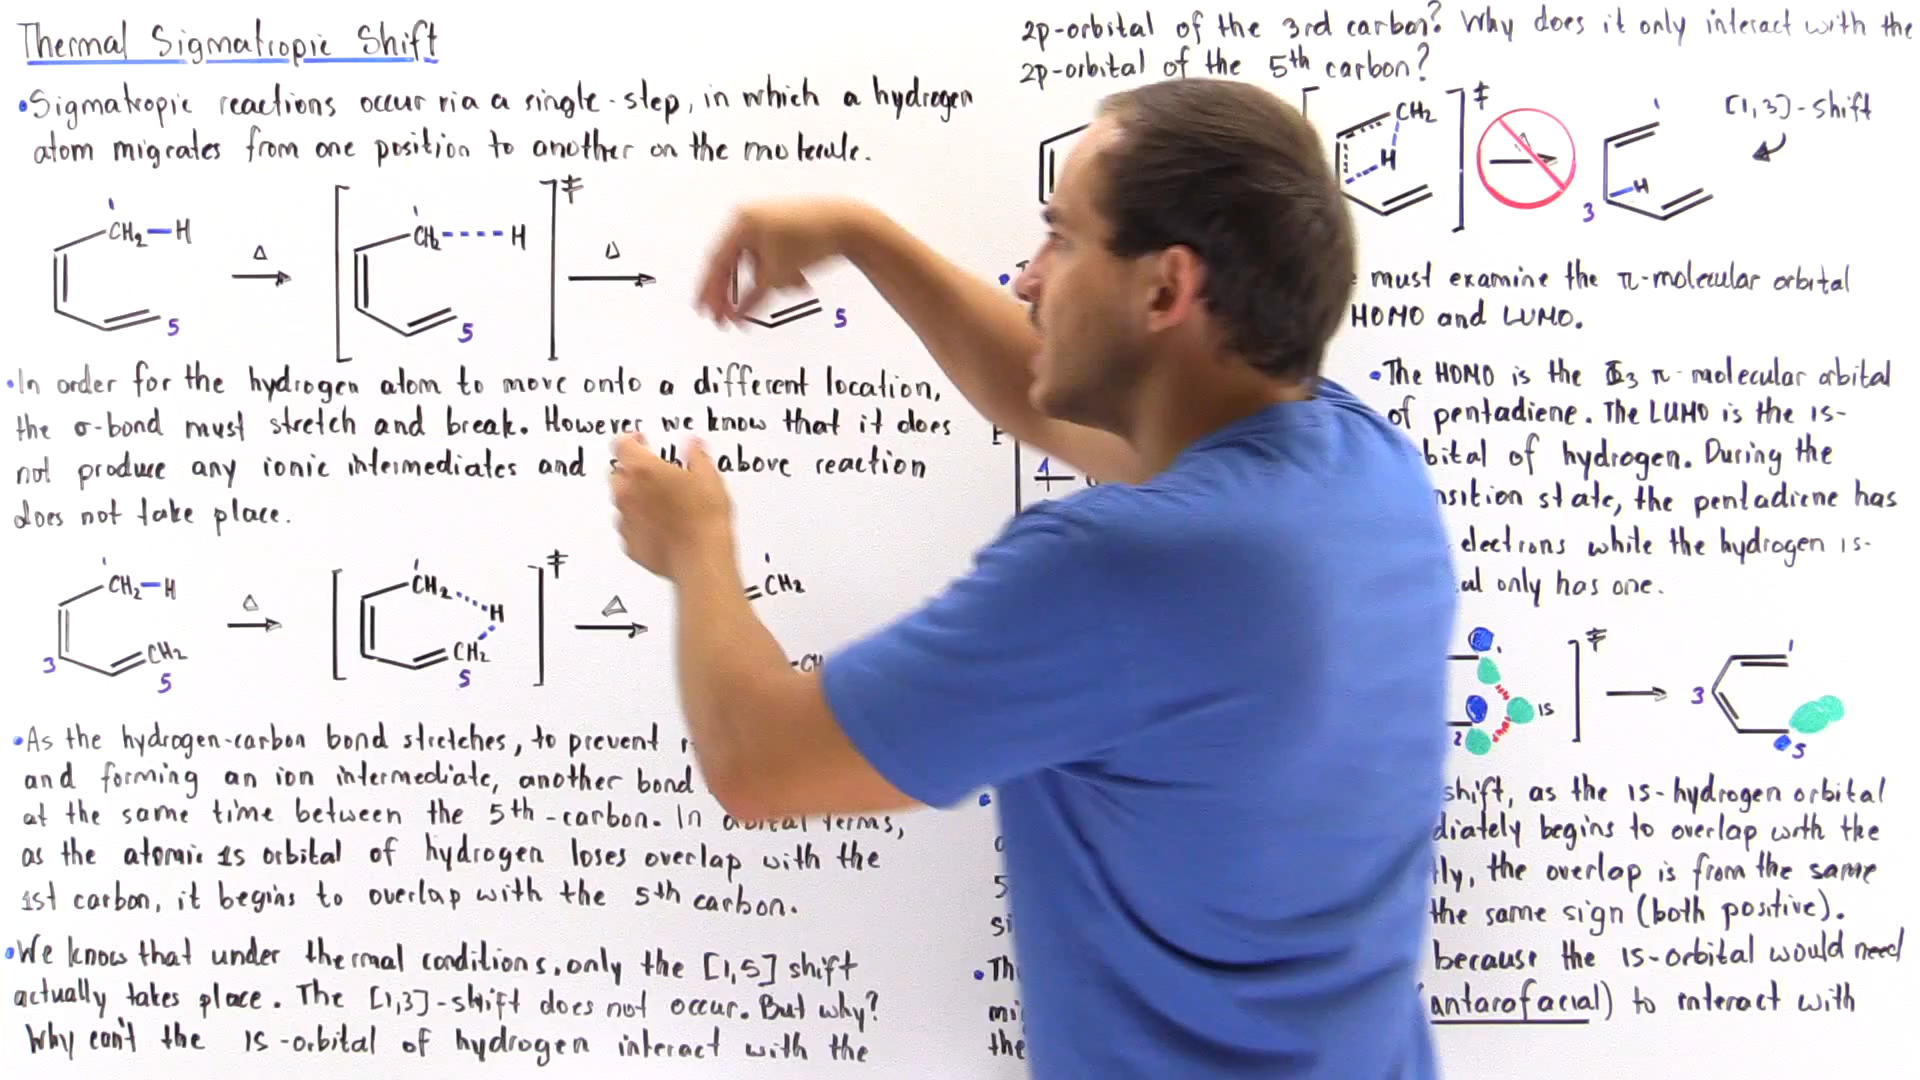 Thermal Sigmatropic Shift
•Sigmatropic reactions occur via a single-step, in which a hydrogen
atom migrates from one position to another on the molecule.
CH2—H
Δ
CH2----H
‡
Δ
5
5
5
•In order for the hydrogen atom to move onto a different location,
the σ-bond must stretch and break. However we know that it does
not produce any ionic intermediates and the above reaction
does not take place.
CH2—H
3
CH2
5
Δ
CH2
H
CH2
5
‡
Δ
CH2
•As the hydrogen-carbon bond stretches, to prevent
and forming an ion intermediate, another bond
at the same time between the 5th-carbon. In orbital terms,
as the atomic 1s orbital of hydrogen loses overlap with the
1st carbon, it begins to overlap with the 5th carbon.
•We know that under thermal conditions, only the [1,5] shift
actually takes place. The [1,3]-shift does not occur. But why?
Why can't the 1s-orbital of hydrogen interact with the
2p-orbital of the 3rd carbon? Why does it only interact with the
2p-orbital of the 5th carbon?
CH2
H
‡
Δ
H
3
[1,3]-shift
must examine the π-molecular orbital
HOMO and LUMO.
•The HOMO is the Φ3 π-molecular orbital
of pentadiene. The LUMO is the 1s-
of hydrogen. During the
state, the pentadiene has
electrons while the hydrogen 1s-
only has one.
1s
2
‡
3
1
5
shift, as the 1s-hydrogen orbital
begins to overlap with the
the overlap is from the same
the same sign (both positive).
because the 1s-orbital would need
(antarofacial) to interact with